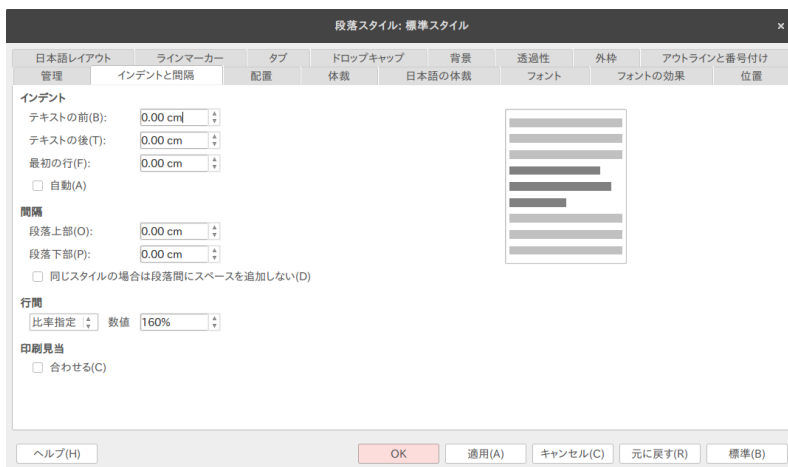 段落スタイル: 標準スタイル
×
日本語レイアウト ラインマーカー タブ ドロップキャップ 背景 透過性 外枠 アウトラインと番号付け
管理 インデントと間隔 配置 体裁 日本語の体裁 フォント フォントの効果 位置
インデント
テキストの前(B): 0.00 cm
テキストの後(T): 0.00 cm
最初の行(F): 0.00 cm
自動(A)
間隔
段落上部(O): 0.00 cm
段落下部(P): 0.00 cm
同じスタイルの場合は段落間にスペースを追加しない(D)
行間
比率指定 数値 160%
印刷見当
合わせる(C)
ヘルプ(H) OK 適用(A) キャンセル(C) 元に戻す(R) 標準(B)